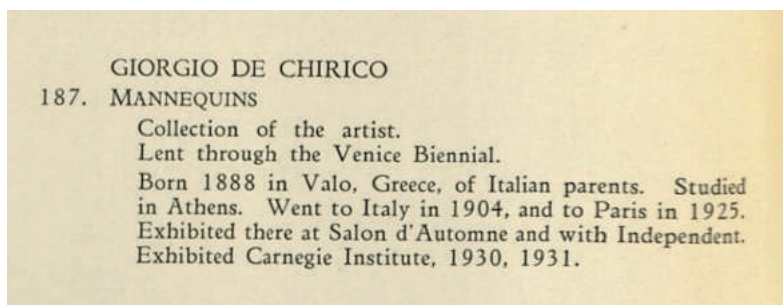 GIORGIO DE CHIRICO
187. MANNEQUINS
Collection of the artist.
Lent through the Venice Biennial.
Born 1888 in Valo, Greece, of Italian parents. Studied
in Athens. Went to Italy in 1904, and to Paris in 1925.
Exhibited there at Salon d'Automne and with Independent.
Exhibited Carnegie Institute, 1930, 1931.